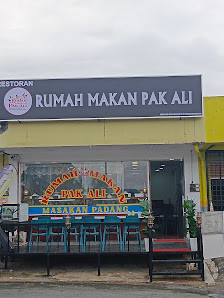 RESTORAN
RUMAH MAKAN PAK ALI
RUMAH MAKAN
PAK ALI
MASAKAN PADANG